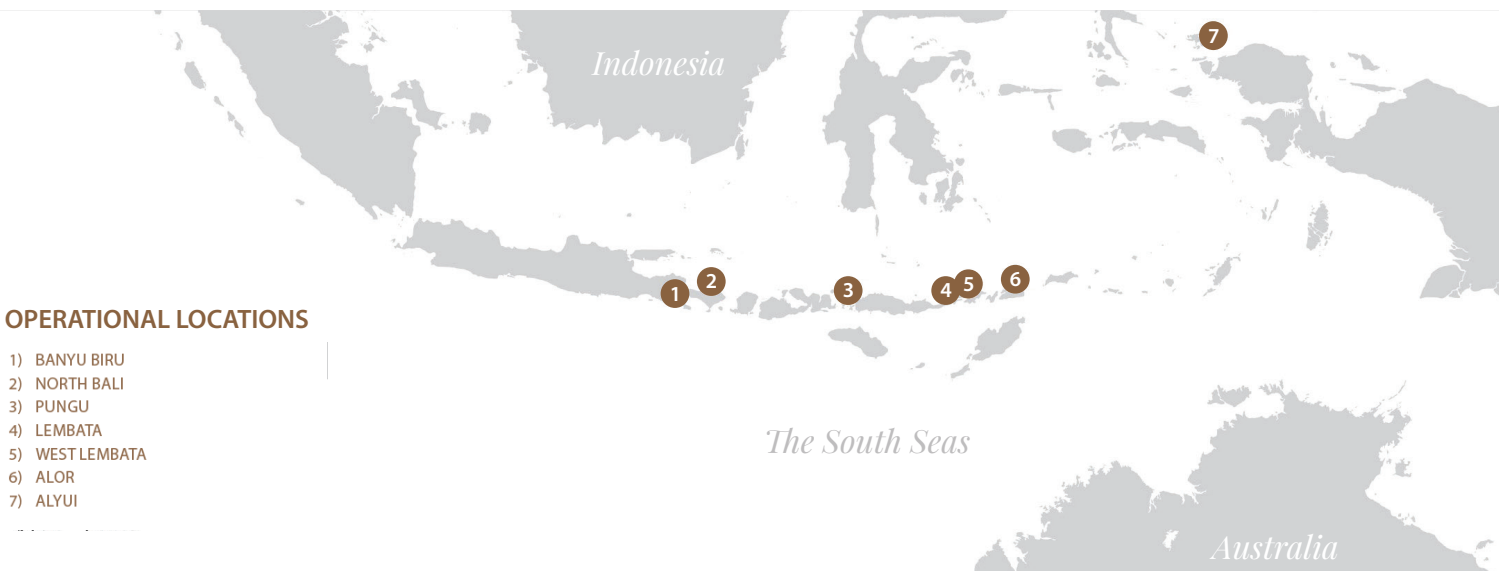 Indonesia
7
1
2
3
4
5
6
OPERATIONAL LOCATIONS
1) BANYU BIRU
2) NORTH BALI
3) PUNGU
4) LEMBATA
5) WEST LEMBATA
6) ALOR
7) ALYUI
The South Seas
Australia